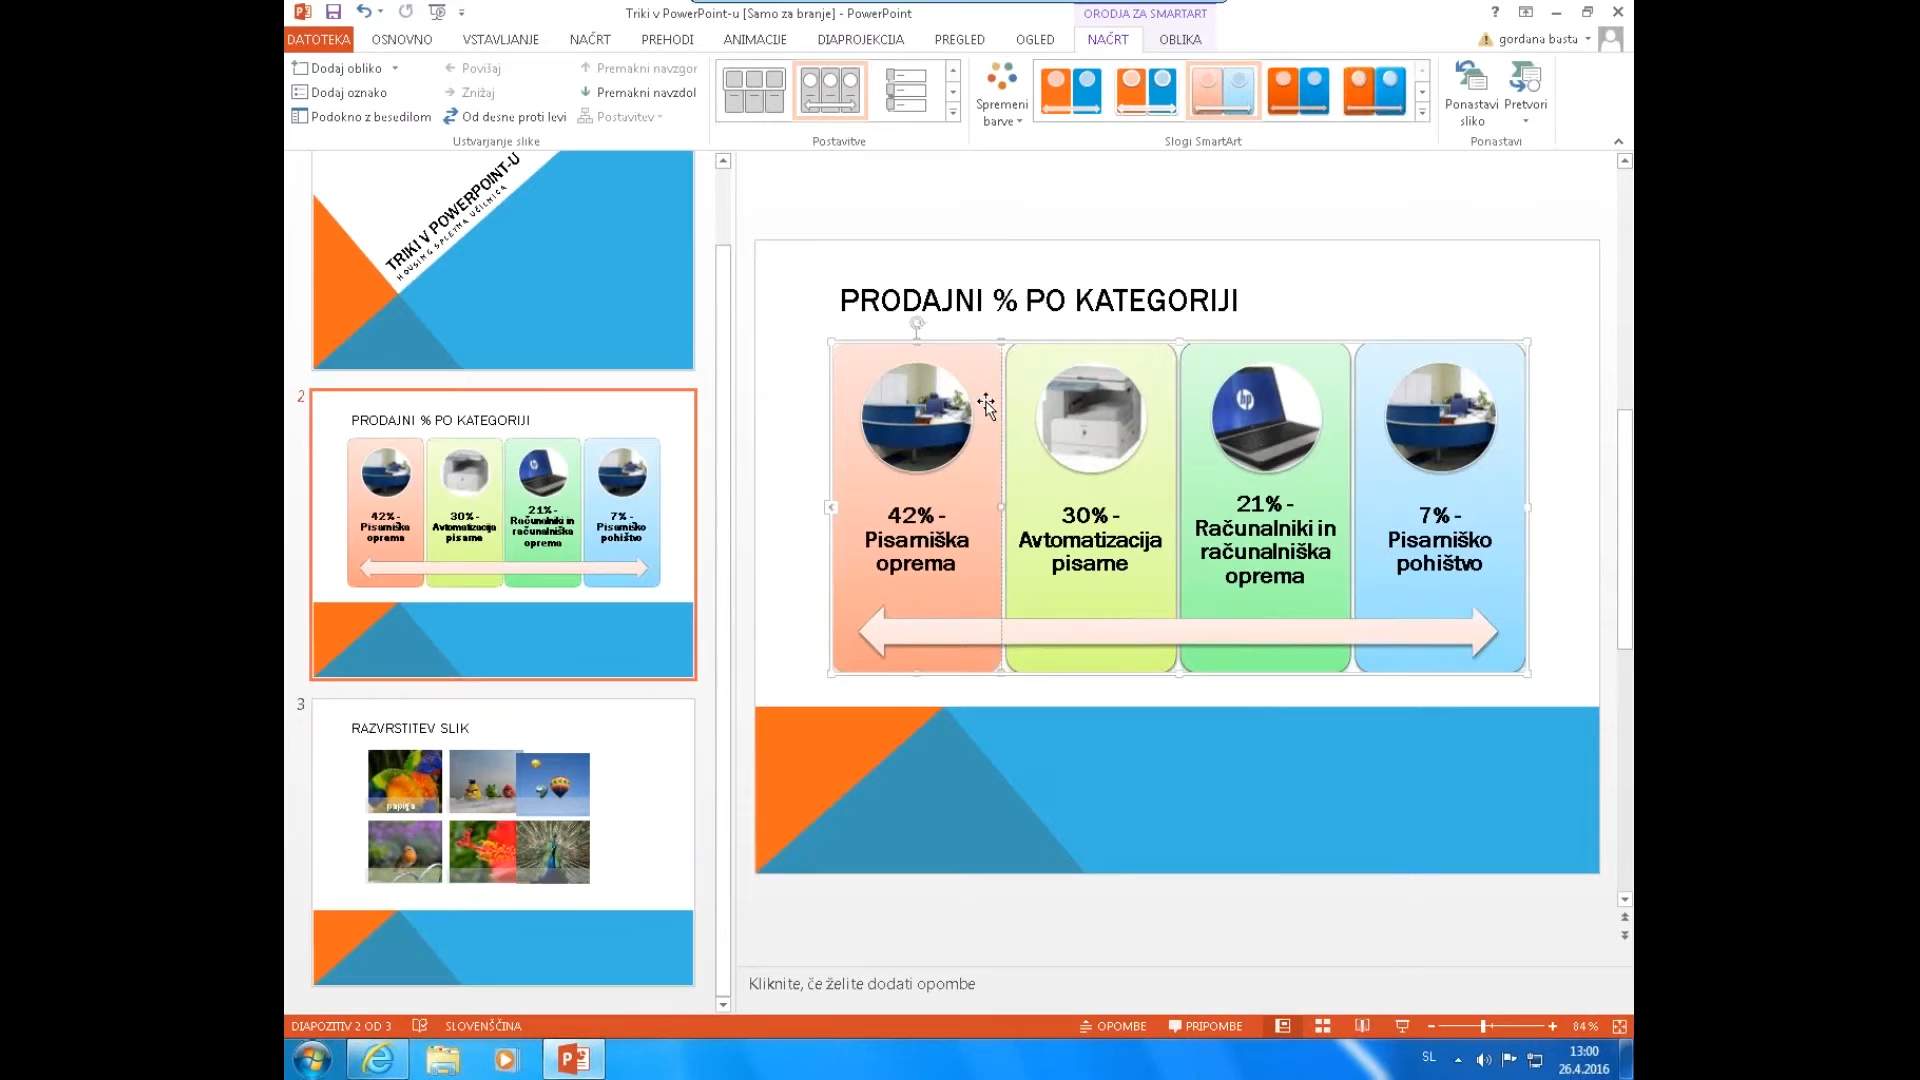 Triki v PowerPoint-u [Samo za branje] - PowerPoint
ORODJA ZA SMARTART
?
DATOTEKA
OSNOVNO
VSTAVLJANJE
NAČRT
PREHODI
ANIMACIJE
DIAPROJEKCIJA
PREGLED
OGLED
NAČRT
OBLIKA
gordana basta
Dodaj obliko
Povišaj
Premakni navzgor
Dodaj oznako
Znižaj
Premakni navzdol
Podokno z besedilom
Od desne proti levi
Postavitev
Spremeni
barve
Ponastavi
sliko
Pretvori
Ustvarjanje slike
Postavitve
Slogi SmartArt
Ponastavi
TRIKI V POWERPOINT-U
HOUSING SPLETNA UČILNICA
2
PRODAJNI % PO KATEGORIJI
42% -
Pisarniška
oprema
30% -
Avtomatizacija
pisarne
21% -
Računalniki in
računalniška
oprema
7% -
Pisarniško
pohištvo
3
RAZVRSTITEV SLIK
papiga
PRODAJNI % PO KATEGORIJI
hp
42% -
Pisarniška
oprema
30% -
Avtomatizacija
pisarne
21% -
Računalniki in
računalniška
oprema
7% -
Pisarniško
pohištvo
Kliknite, če želite dodati opombe
DIAPOZITIV 2 OD 3
SLOVENŠČINA
OPOMBE
PRIPOMBE
84 %
SL
13:00
26.4.2016